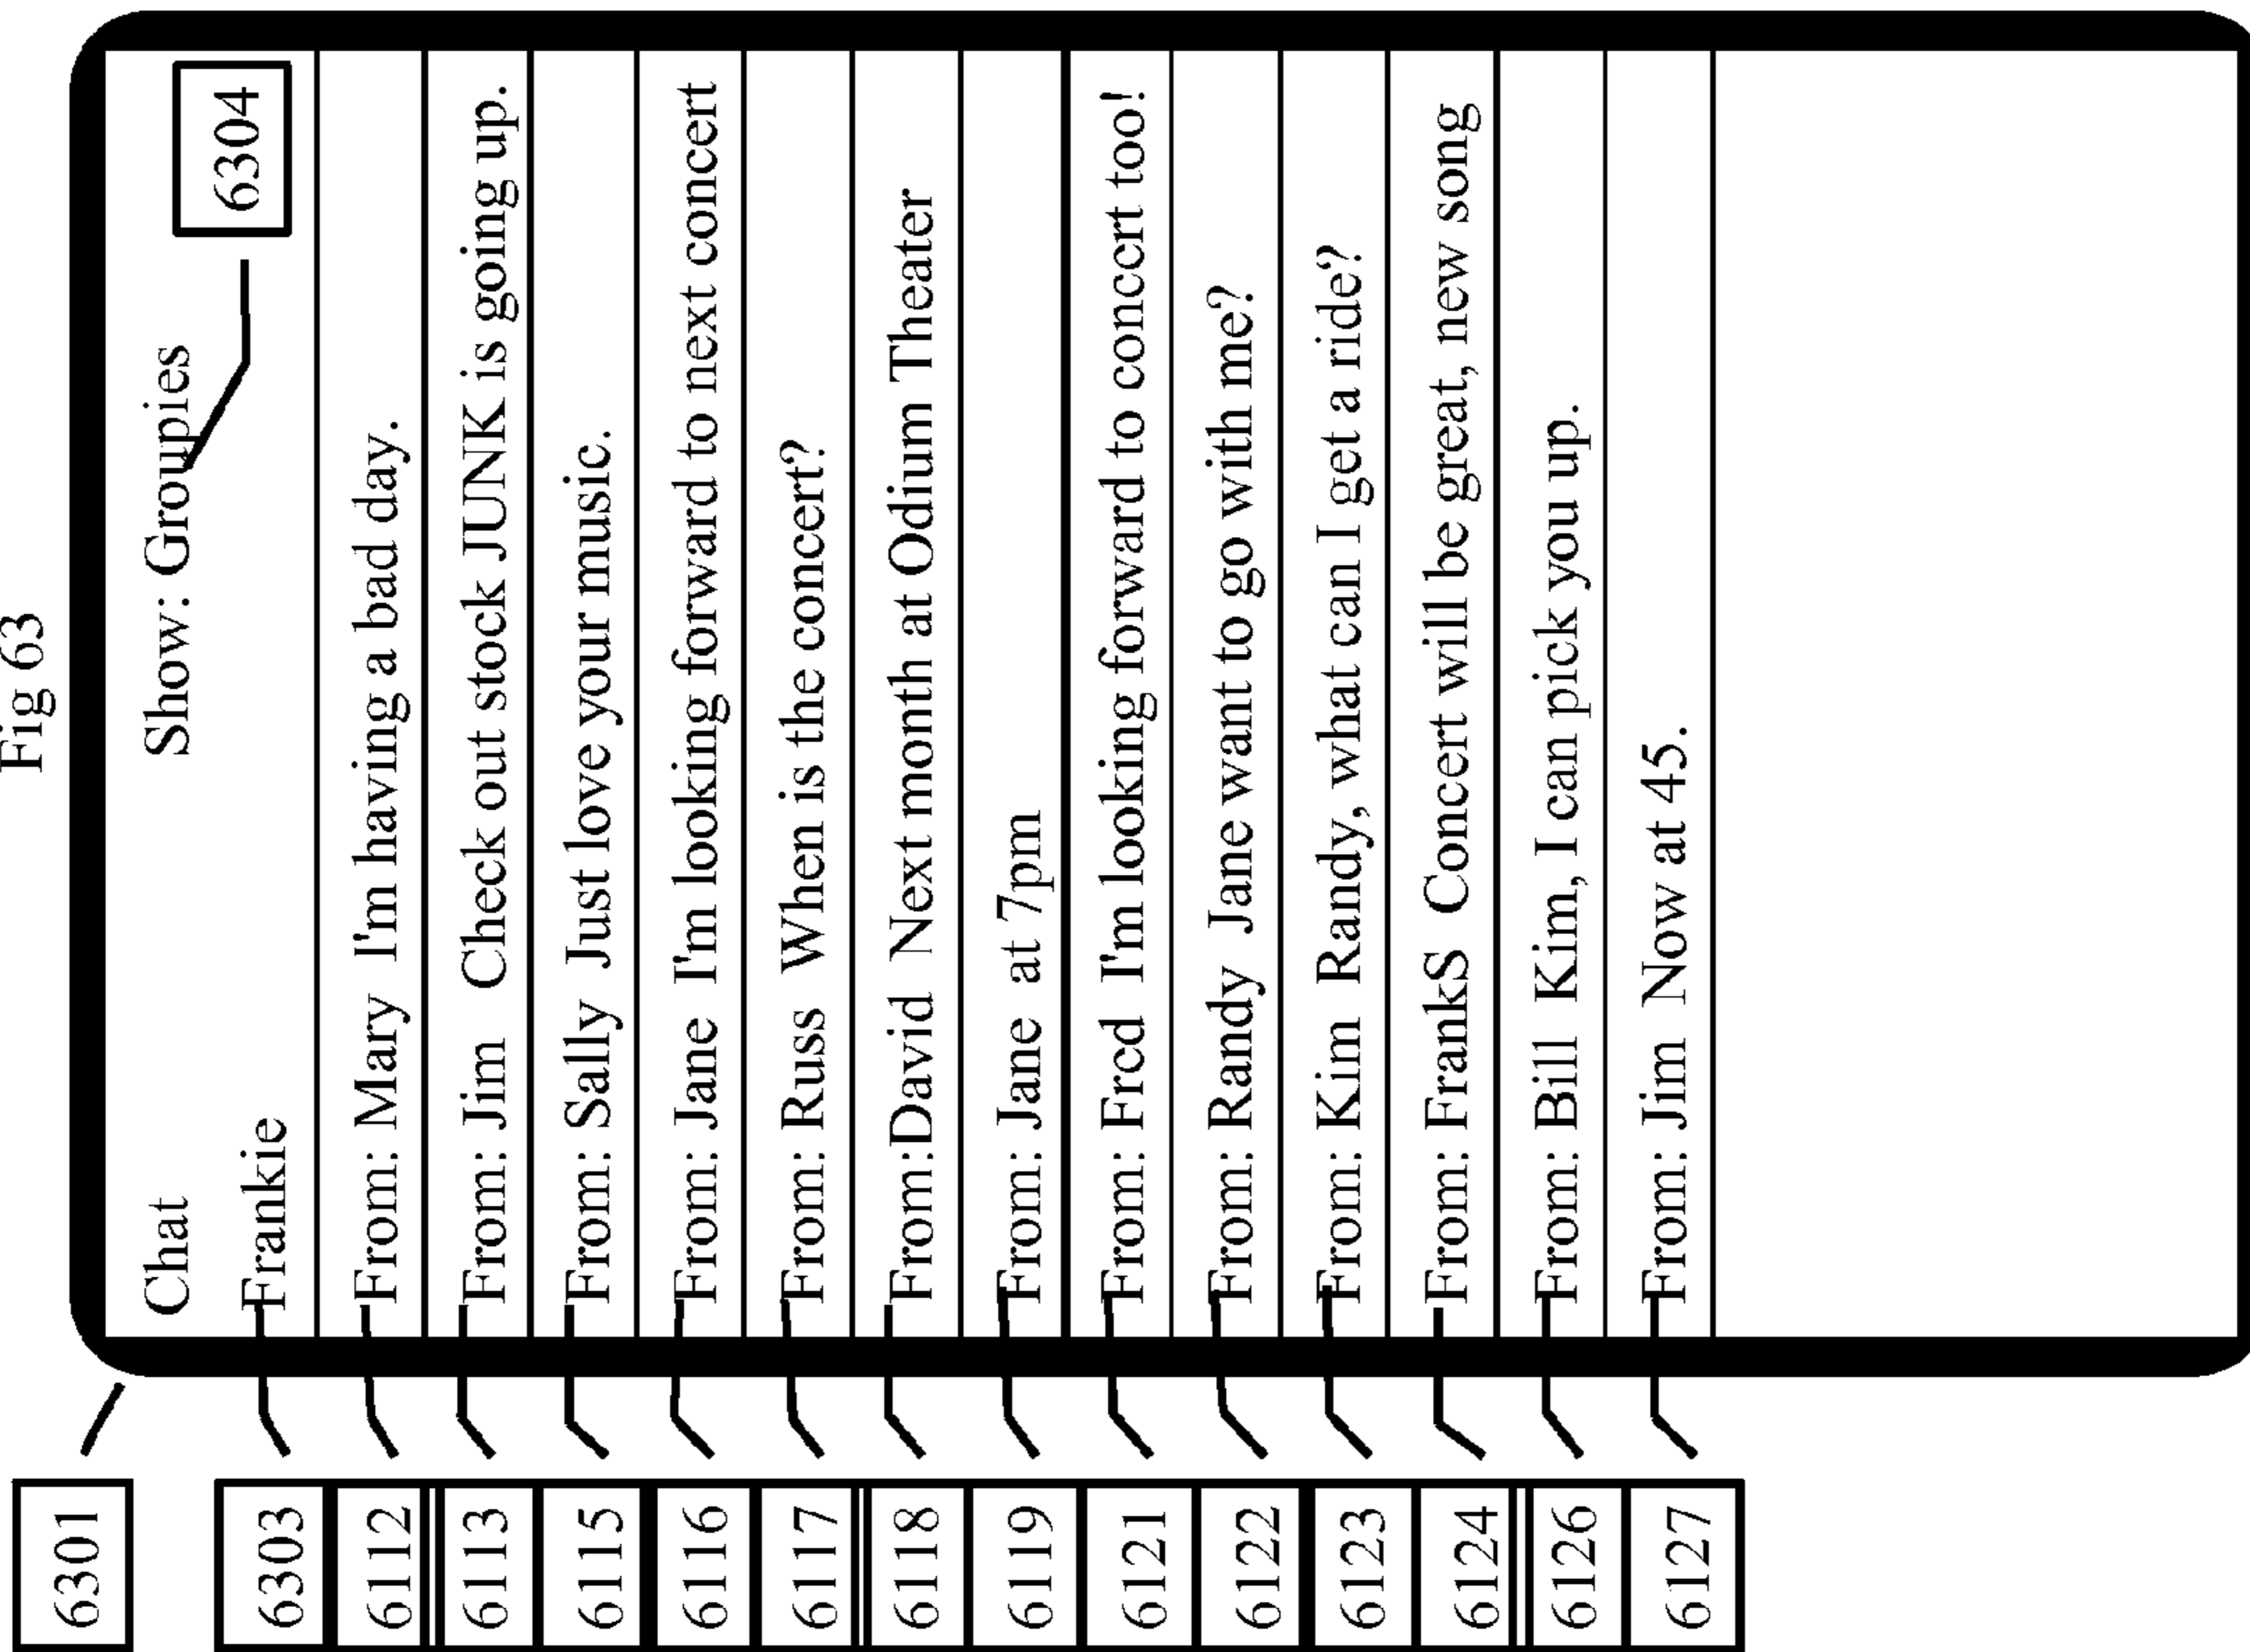 Fig 63
6301
Chat Show: Groupies
6303 Frankie 6304
6112 From: Mary I'm having a bad day.
6113 From: Jim Check out stock JUNK is going up.
6115 From: Sally Just love your music.
6116 From: Jane I'm looking forward to next concert
6117 From: Russ When is the concert?
6118 From:David Next month at Odium Theater
6119 From: Jane at 7pm
6121 From: Frcd I'm looking forward to conccrt too!
6122 From: Randy Jane want to go with me?
6123 From: Kim Randy, what can I get a ride?
6124 From: FrankS Concert will be great, new song
6126 From: Bill Kim, I can pick you up.
6127 From: Jim Now at 45.